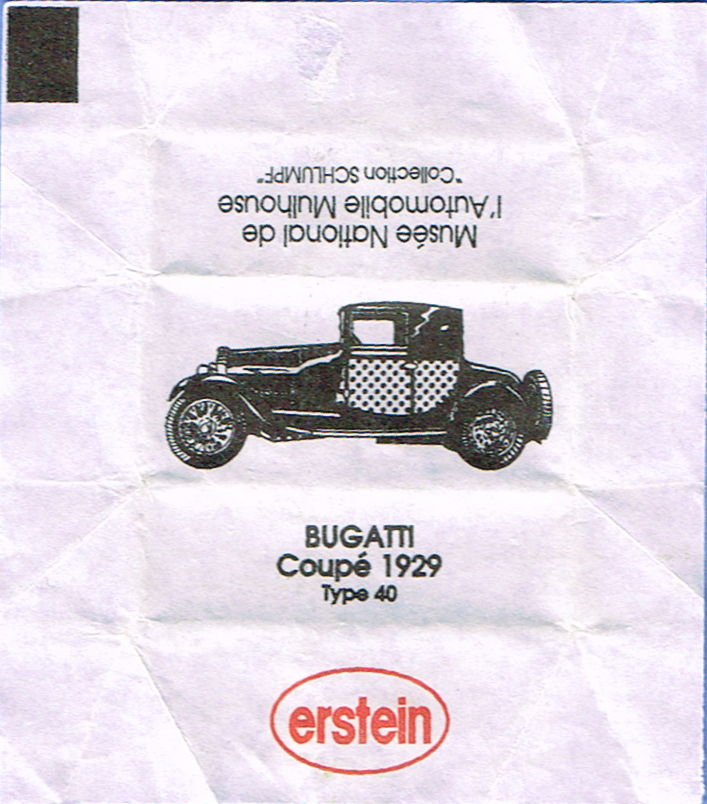 Musée National de
l'Automobile Mulhouse
"Collection SCHLUMPF"
BUGATTI
Coupé 1929
Type 40
erstein